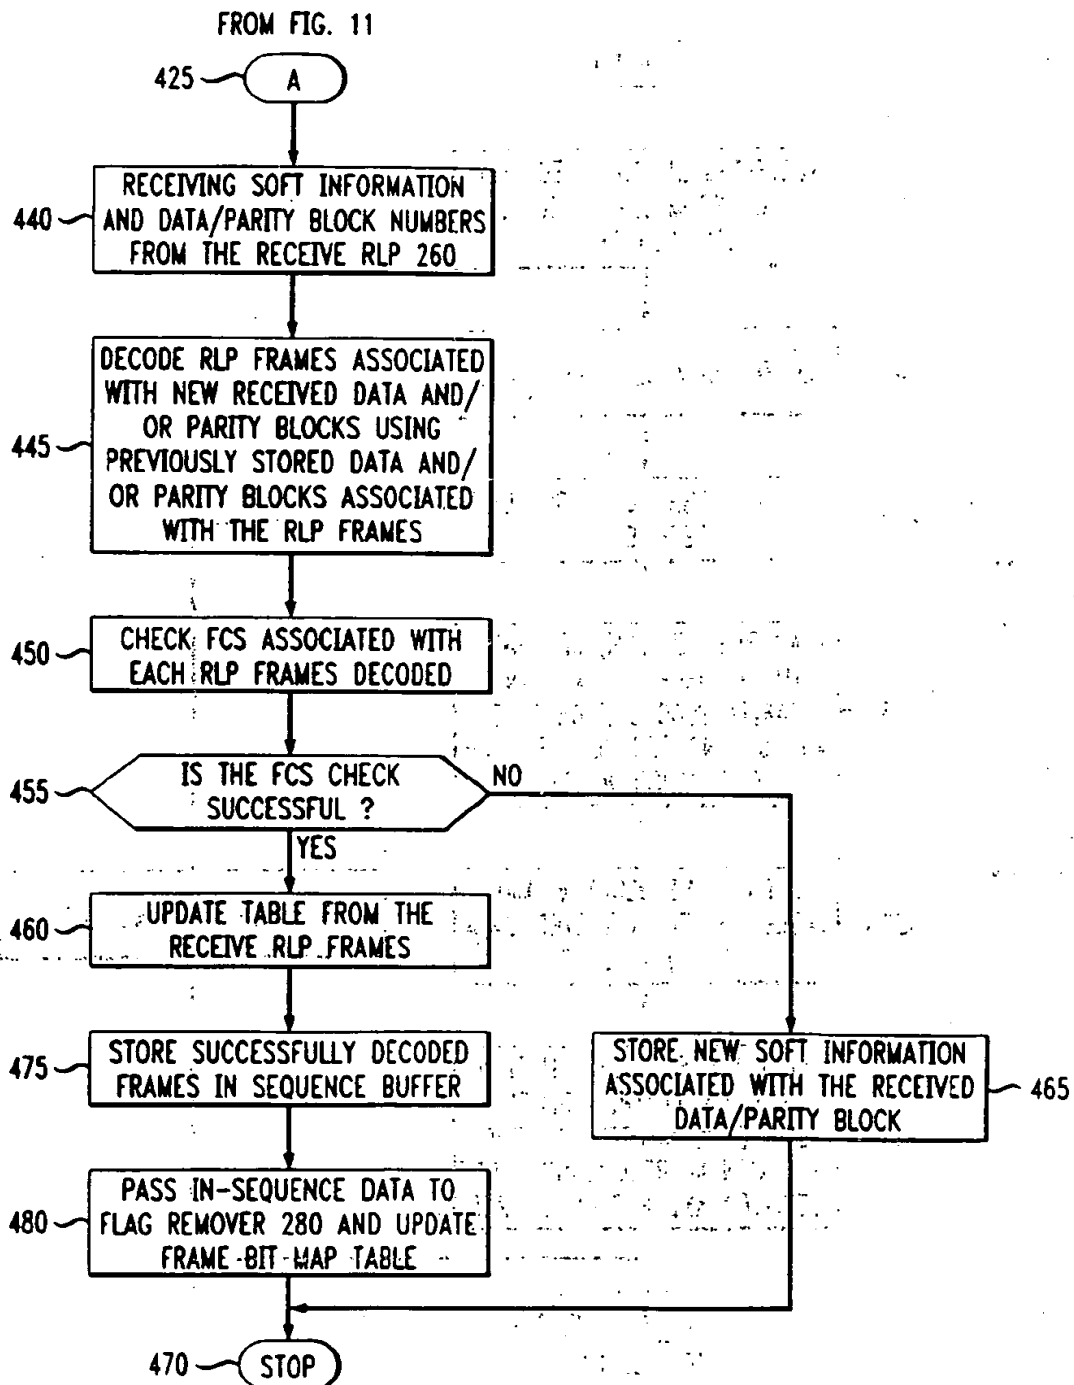 FROM FIG. 11
425
A
440
RECEIVING SOFT INFORMATION
AND DATA/PARITY BLOCK NUMBERS
FROM THE RECEIVE RLP 260
445
DECODE RLP FRAMES ASSOCIATED
WITH NEW RECEIVED DATA AND/
OR PARITY BLOCKS USING
PREVIOUSLY STORED DATA AND/
OR PARITY BLOCKS ASSOCIATED
WITH THE RLP FRAMES
450
CHECK FCS ASSOCIATED WITH
EACH RLP FRAMES DECODED
455
IS THE FCS CHECK
SUCCESSFUL ?
NO
YES
460
UPDATE TABLE FROM THE
RECEIVE RLP FRAMES
475
STORE SUCCESSFULLY DECODED
FRAMES IN SEQUENCE BUFFER
STORE NEW SOFT INFORMATION
ASSOCIATED WITH THE RECEIVED
DATA/PARITY BLOCK
465
480
PASS IN-SEQUENCE DATA TO
FLAG REMOVER 280 AND UPDATE
FRAME-BIT-MAP TABLE
470
STOP